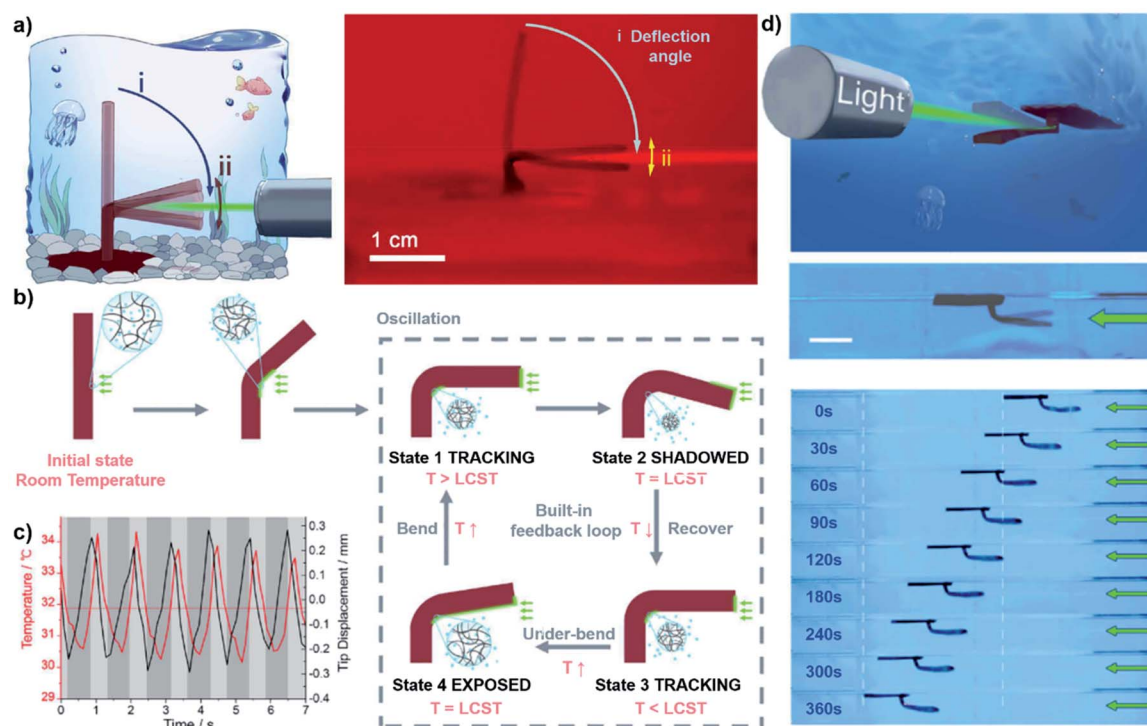 a)
i
ii
i Deflection
angle
ii
1 cm
d)
Light
b)
Initial state
Room Temperature
Oscillation
State 1 TRACKING
T > LCST
State 2 SHADOWED
T = LCST
Bend
T ↑
Built-in
feedback loop
T ↓
Recover
Under-bend
T ↑
State 4 EXPOSED
T = LCST
State 3 TRACKING
T < LCST
c)
Temperature / °C
34
33
32
31
30
29
0 1 2 3 4 5 6 7
Time / s
0.3
0.2
0.1
0.0
-0.1
-0.2
-0.3
-0.4
Tip Displacement / mm
0s
30s
60s
90s
120s
180s
240s
300s
360s